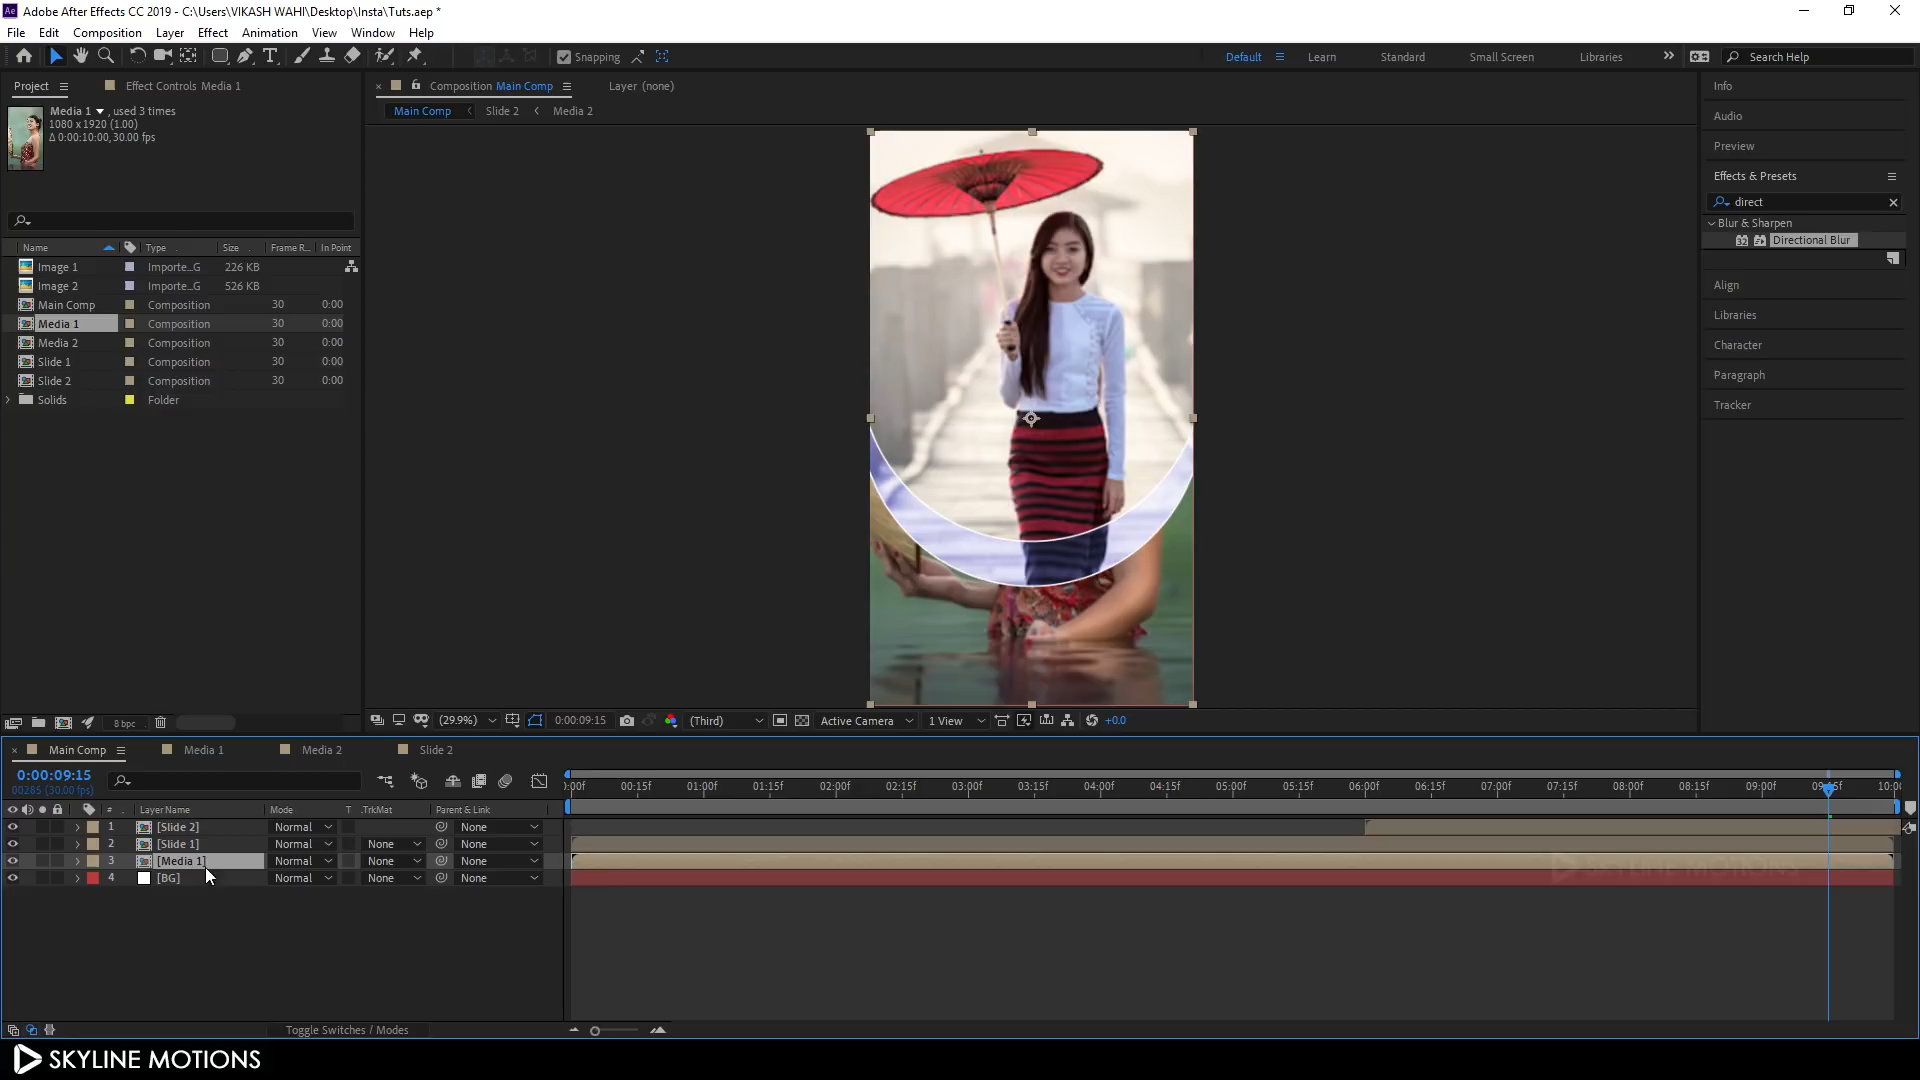 Ae Adobe After Effects CC 2019 - C:\Users\VIKASH WAHI\Desktop\Insta\Tuts.aep *
File Edit Composition Layer Effect Animation View Window Help
Snapping Default Learn Standard Small Screen Libraries Search Help
Project Effect Controls Media 1
Composition Main Comp Layer (none)
Main Comp Slide 2 Media 2
Media 1 , used 3 times
1080 x 1920 (1.00)
Δ 0:00:10:00, 30.00 fps
Name Type Size Frame R... In Point
Image 1 Importe...G 226 KB
Image 2 Importe...G 526 KB
Main Comp Composition 30 0:00
Media 1 Composition 30 0:00
Media 2 Composition 30 0:00
Slide 1 Composition 30 0:00
Slide 2 Composition 30 0:00
Solids Folder
8 bpc
Info
Audio
Preview
Effects & Presets
direct
Blur & Sharpen
32 Directional Blur
Align
Libraries
Character
Paragraph
Tracker
(29.9%) 0:00:09:15 (Third) Active Camera 1 View +0.0
Main Comp Media 1 Media 2 Slide 2
0:00:09:15
00285 (30.00 fps)
:00f 00:15f 01:00f 01:15f 02:00f 02:15f 03:00f 03:15f 04:00f 04:15f 05:00f 05:15f 06:00f 06:15f 07:00f 07:15f 08:00f 08:15f 09:00f 10:00
# Layer Name Mode T .TrkMat Parent & Link
1 [Slide 2] Normal None
2 [Slide 1] Normal None None
3 [Media 1] Normal None None
4 [BG] Normal None None
SKYLINE MOTIONS
Toggle Switches / Modes
SKYLINE MOTIONS